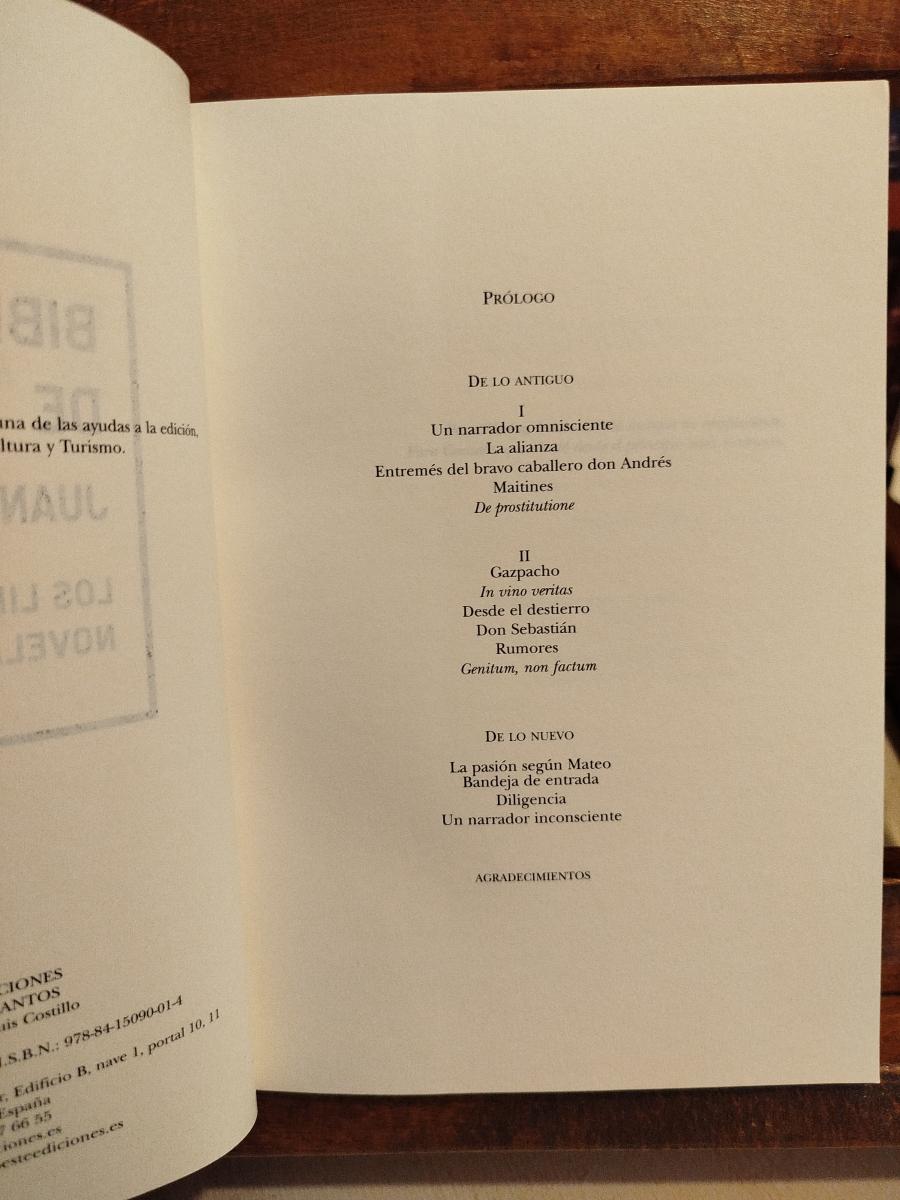 una de las ayudas a la edición,
ltura y Turismo.
CIONES
ANTOS
uis Costillo
I.S.B.N.: 978-84-15090-01-4
r, Edificio B, nave 1, portal 10, 11
España
7 66 55
iones.es
esteediciones.es
BIB
DE
JUAN
LOS LI
NOVEL
PRÓLOGO
DE LO ANTIGUO
I
Un narrador omnisciente
La alianza
Entremés del bravo caballero don Andrés
Maitines
De prostitutione
II
Gazpacho
In vino veritas
Desde el destierro
Don Sebastián
Rumores
Genitum, non factum
DE LO NUEVO
La pasión según Mateo
Bandeja de entrada
Diligencia
Un narrador inconsciente
AGRADECIMIENTOS